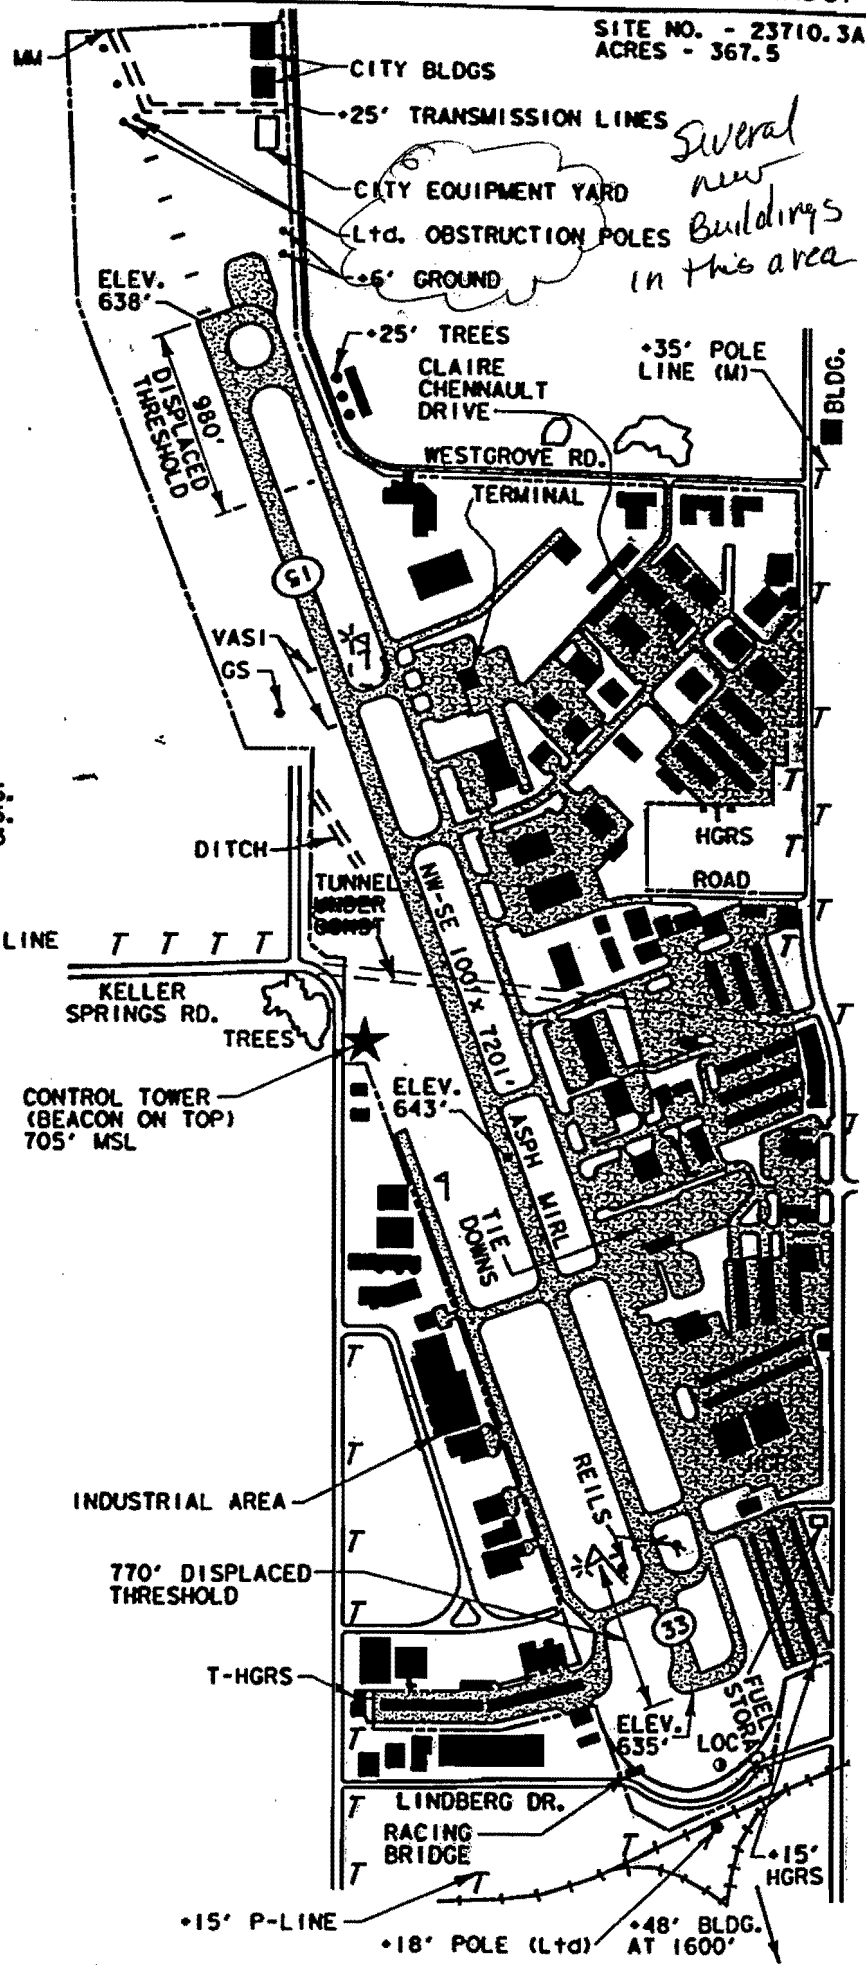 SITE NO. - 23710.3A
ACRES - 367.5
MM
CITY BLDGS
+25' TRANSMISSION LINES
Several
new
Buildings
in this area
CITY EQUIPMENT YARD
Ltd. OBSTRUCTION POLES
+6' GROUND
ELEV.
638'
+25' TREES
+35' POLE
LINE (M)
BLDG.
CLAIRE
CHENNAULT
DRIVE
980'
DISPLACED
THRESHOLD
WESTGROVE RD.
TERMINAL
T
15
T
VASI
GS
T
T
T
DITCH
HGRS
T
ROAD
TUNNEL
UNDER
CONST
NW-SE 100' x 7201'
T
LINE T T T T
T
KELLER
SPRINGS RD.
TREES
T
CONTROL TOWER
(BEACON ON TOP)
705' MSL
ELEV.
643'
ASPH MIRL
T
TIE
DOWNS
T
T
REILS
HGRS
INDUSTRIAL AREA
T
770' DISPLACED
THRESHOLD
T
33
T-HGRS
FUEL
STORAGE
ELEV.
635'
LOC
T
LINDBERG DR.
T
RACING
BRIDGE
T
T
T
+15'
HGRS
+15' P-LINE
+18' POLE (Ltd)
+48' BLDG.
AT 1600'